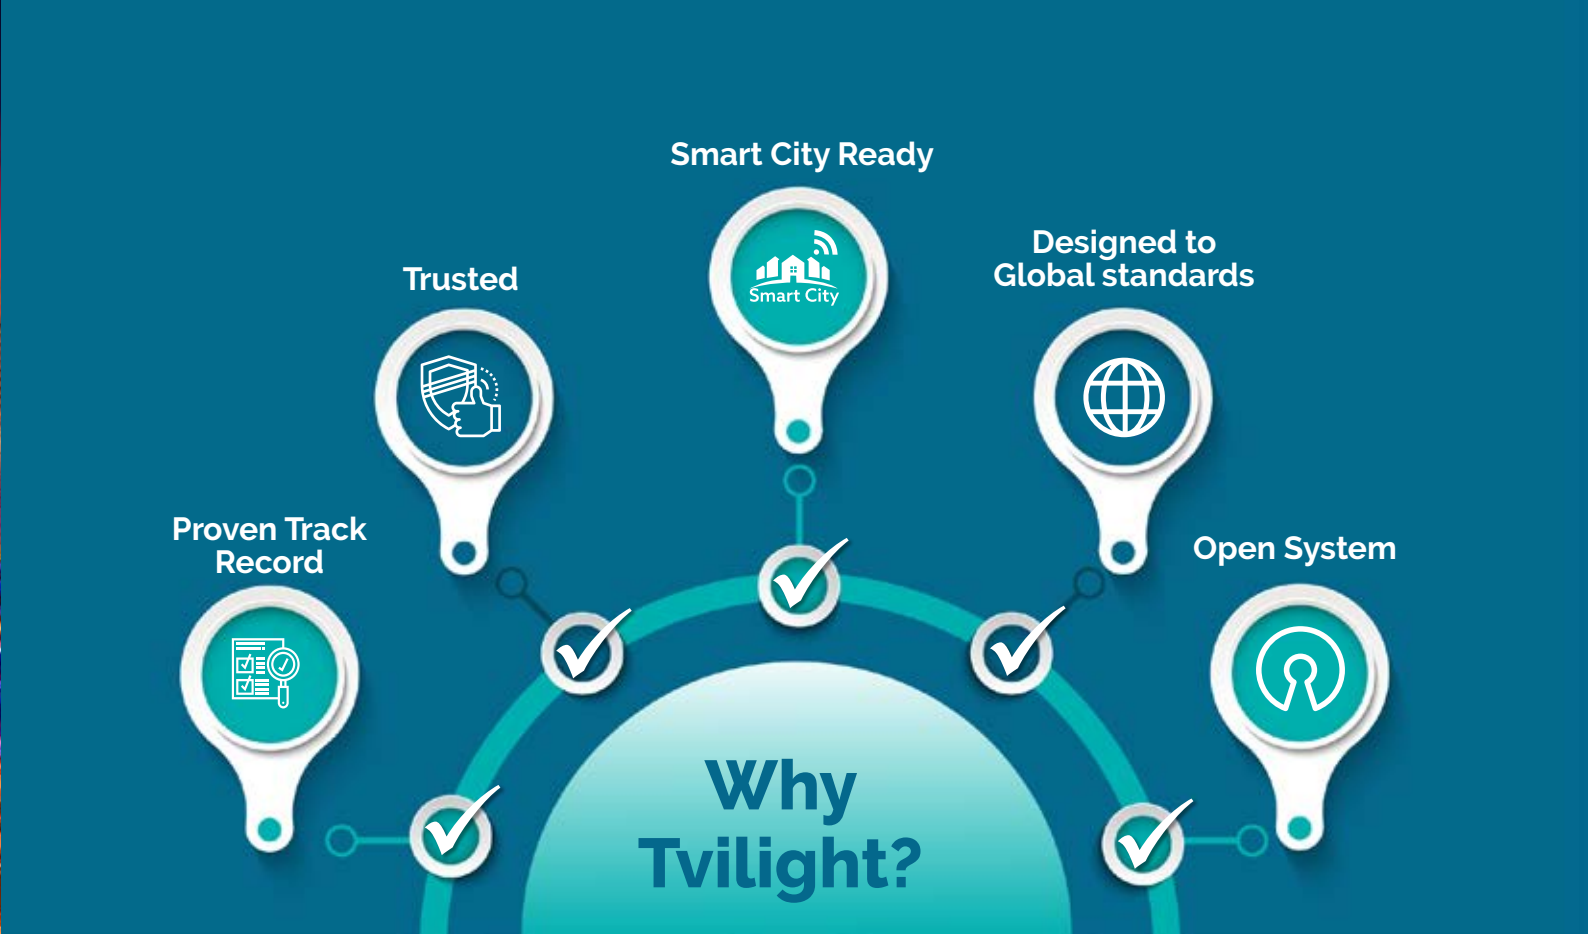 Smart City Ready
Smart City
Designed to
Global standards
Trusted
Proven Track
Record
Open System
Why
Tvilight?